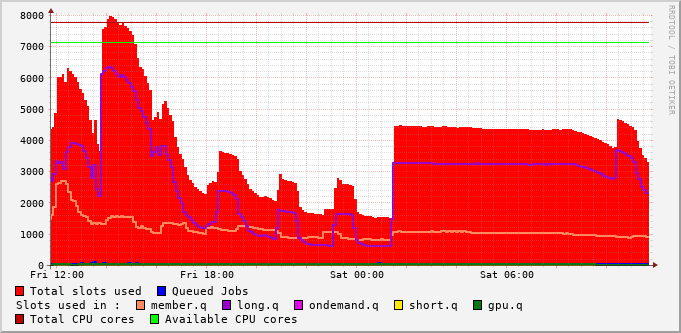 RRDTOOL / TOBI OETIKER
8000
7000
6000
5000
4000
3000
2000
1000
0
Fri 12:00 Fri 18:00 Sat 00:00 Sat 06:00
Total slots used Queued Jobs
Slots used in : member.q long.q ondemand.q short.q gpu.q
Total CPU cores Available CPU cores